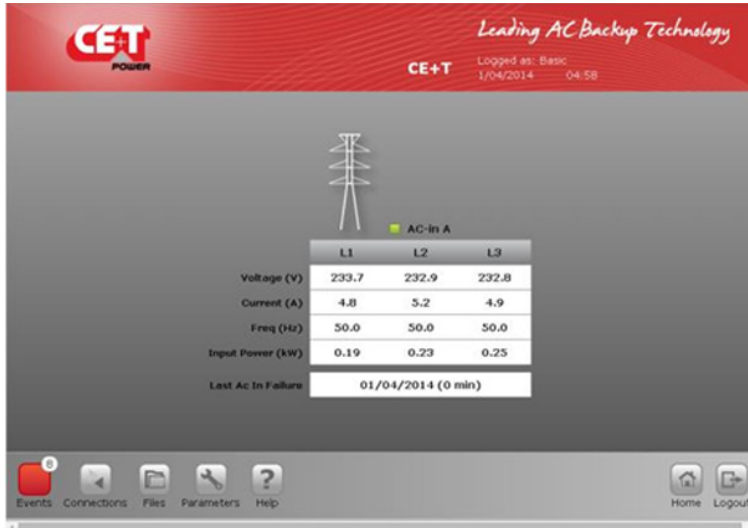 CE+T
POWER
Leading AC Backup Technology
CE+T
Logged as: Basic
1/04/2014 04:58
AC-in A
L1 L2 L3
Voltage (V) 233.7 232.9 232.8
Current (A) 4.8 5.2 4.9
Freq (Hz) 50.0 50.0 50.0
Input Power (kW) 0.19 0.23 0.25
Last Ac In Failure 01/04/2014 (0 min)
Events Connections Files Parameters ? Help Home Logout